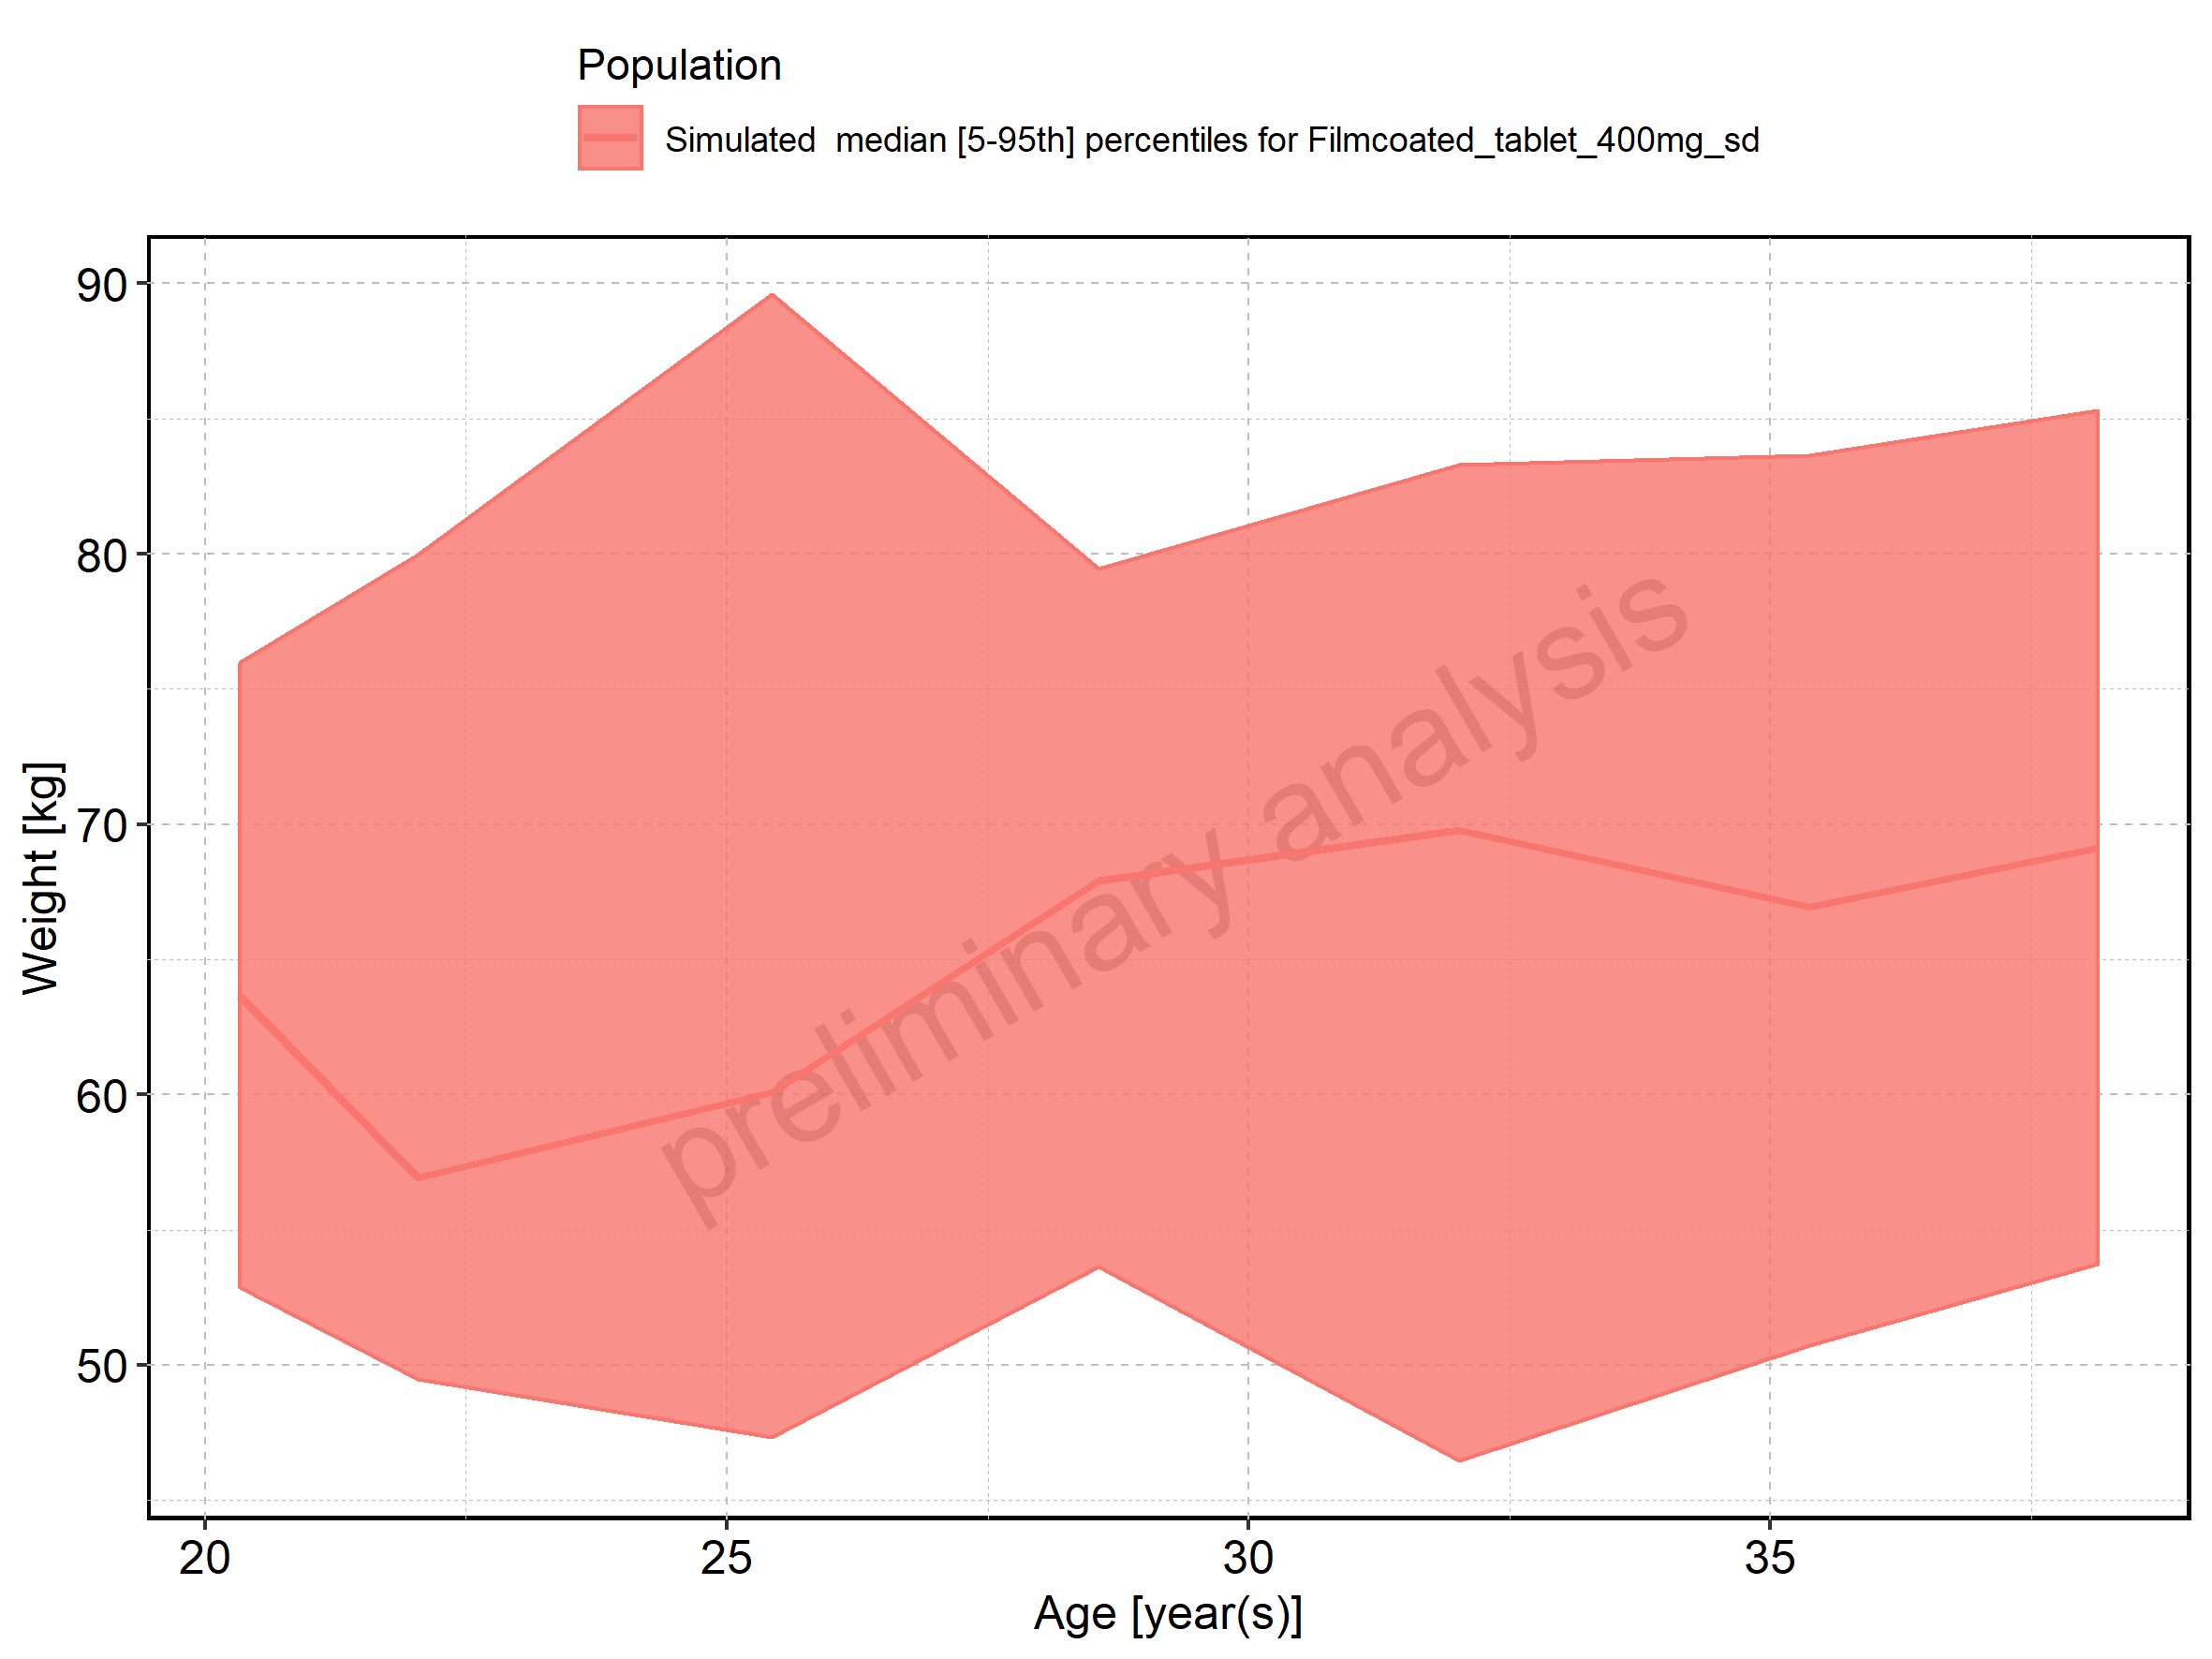 Population
Simulated  median [5-95th] percentiles for Filmcoated_tablet_400mg_sd
90
80
70
60
50
Weight [kg]
preliminary analysis
20 25 30 35
Age [year(s)]